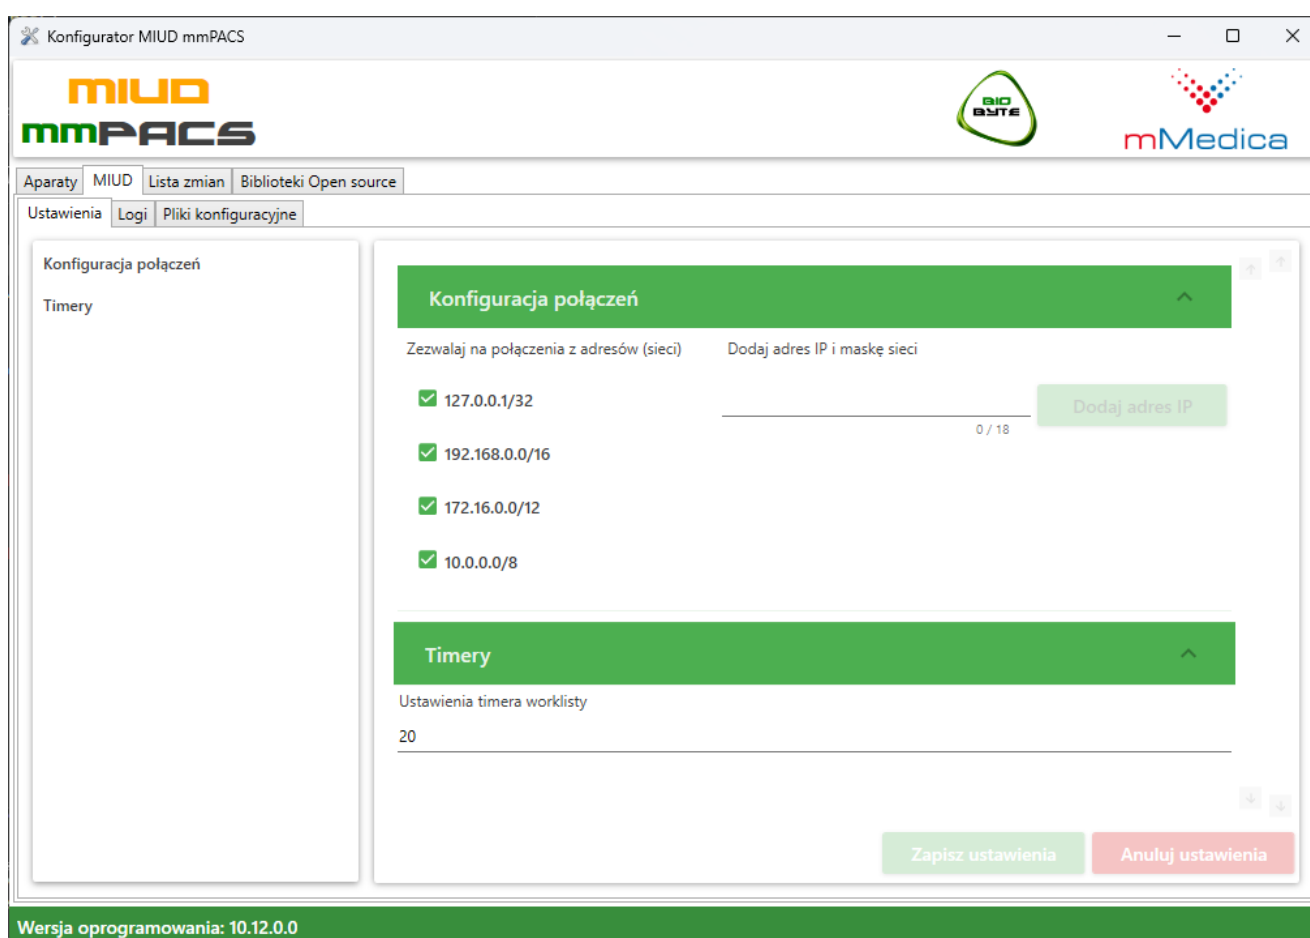 Konfigurator MIUD mmPACS
MIUD
mmPACS
BIO
BYTE
mMedica
Aparaty MIUD Lista zmian Biblioteki Open source
Ustawienia Logi Pliki konfiguracyjne
Konfiguracja połączeń
Timery
Konfiguracja połączeń
Zezwalaj na połączenia z adresów (sieci) Dodaj adres IP i maskę sieci
127.0.0.1/32
Dodaj adres IP
0 / 18
192.168.0.0/16
172.16.0.0/12
10.0.0.0/8
Timery
Ustawienia timera worklisty
20
Zapisz ustawienia Anuluj ustawienia
Wersja oprogramowania: 10.12.0.0